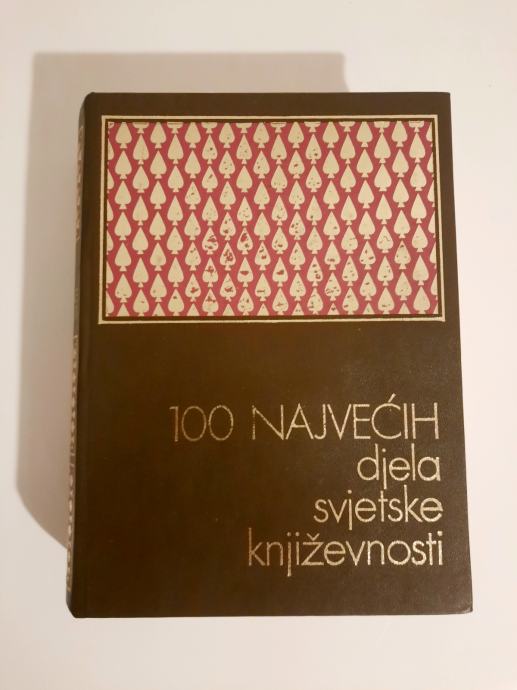 100 NAJVEĆIH
djela
svjetske
književnosti